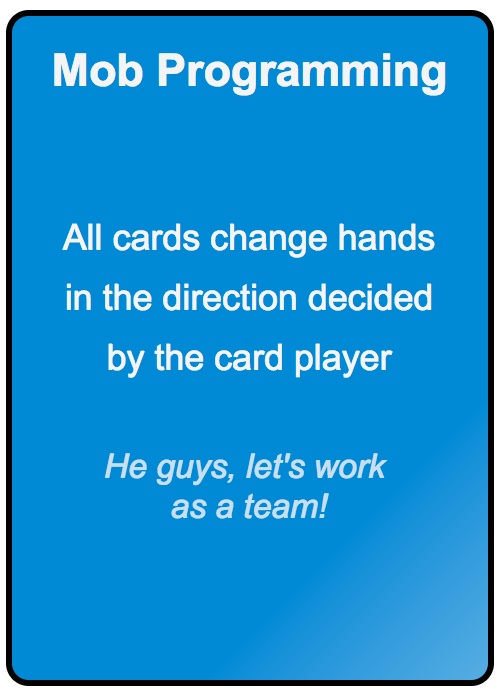 Mob Programming
All cards change hands
in the direction decided
by the card player
He guys, let's work
as a team!